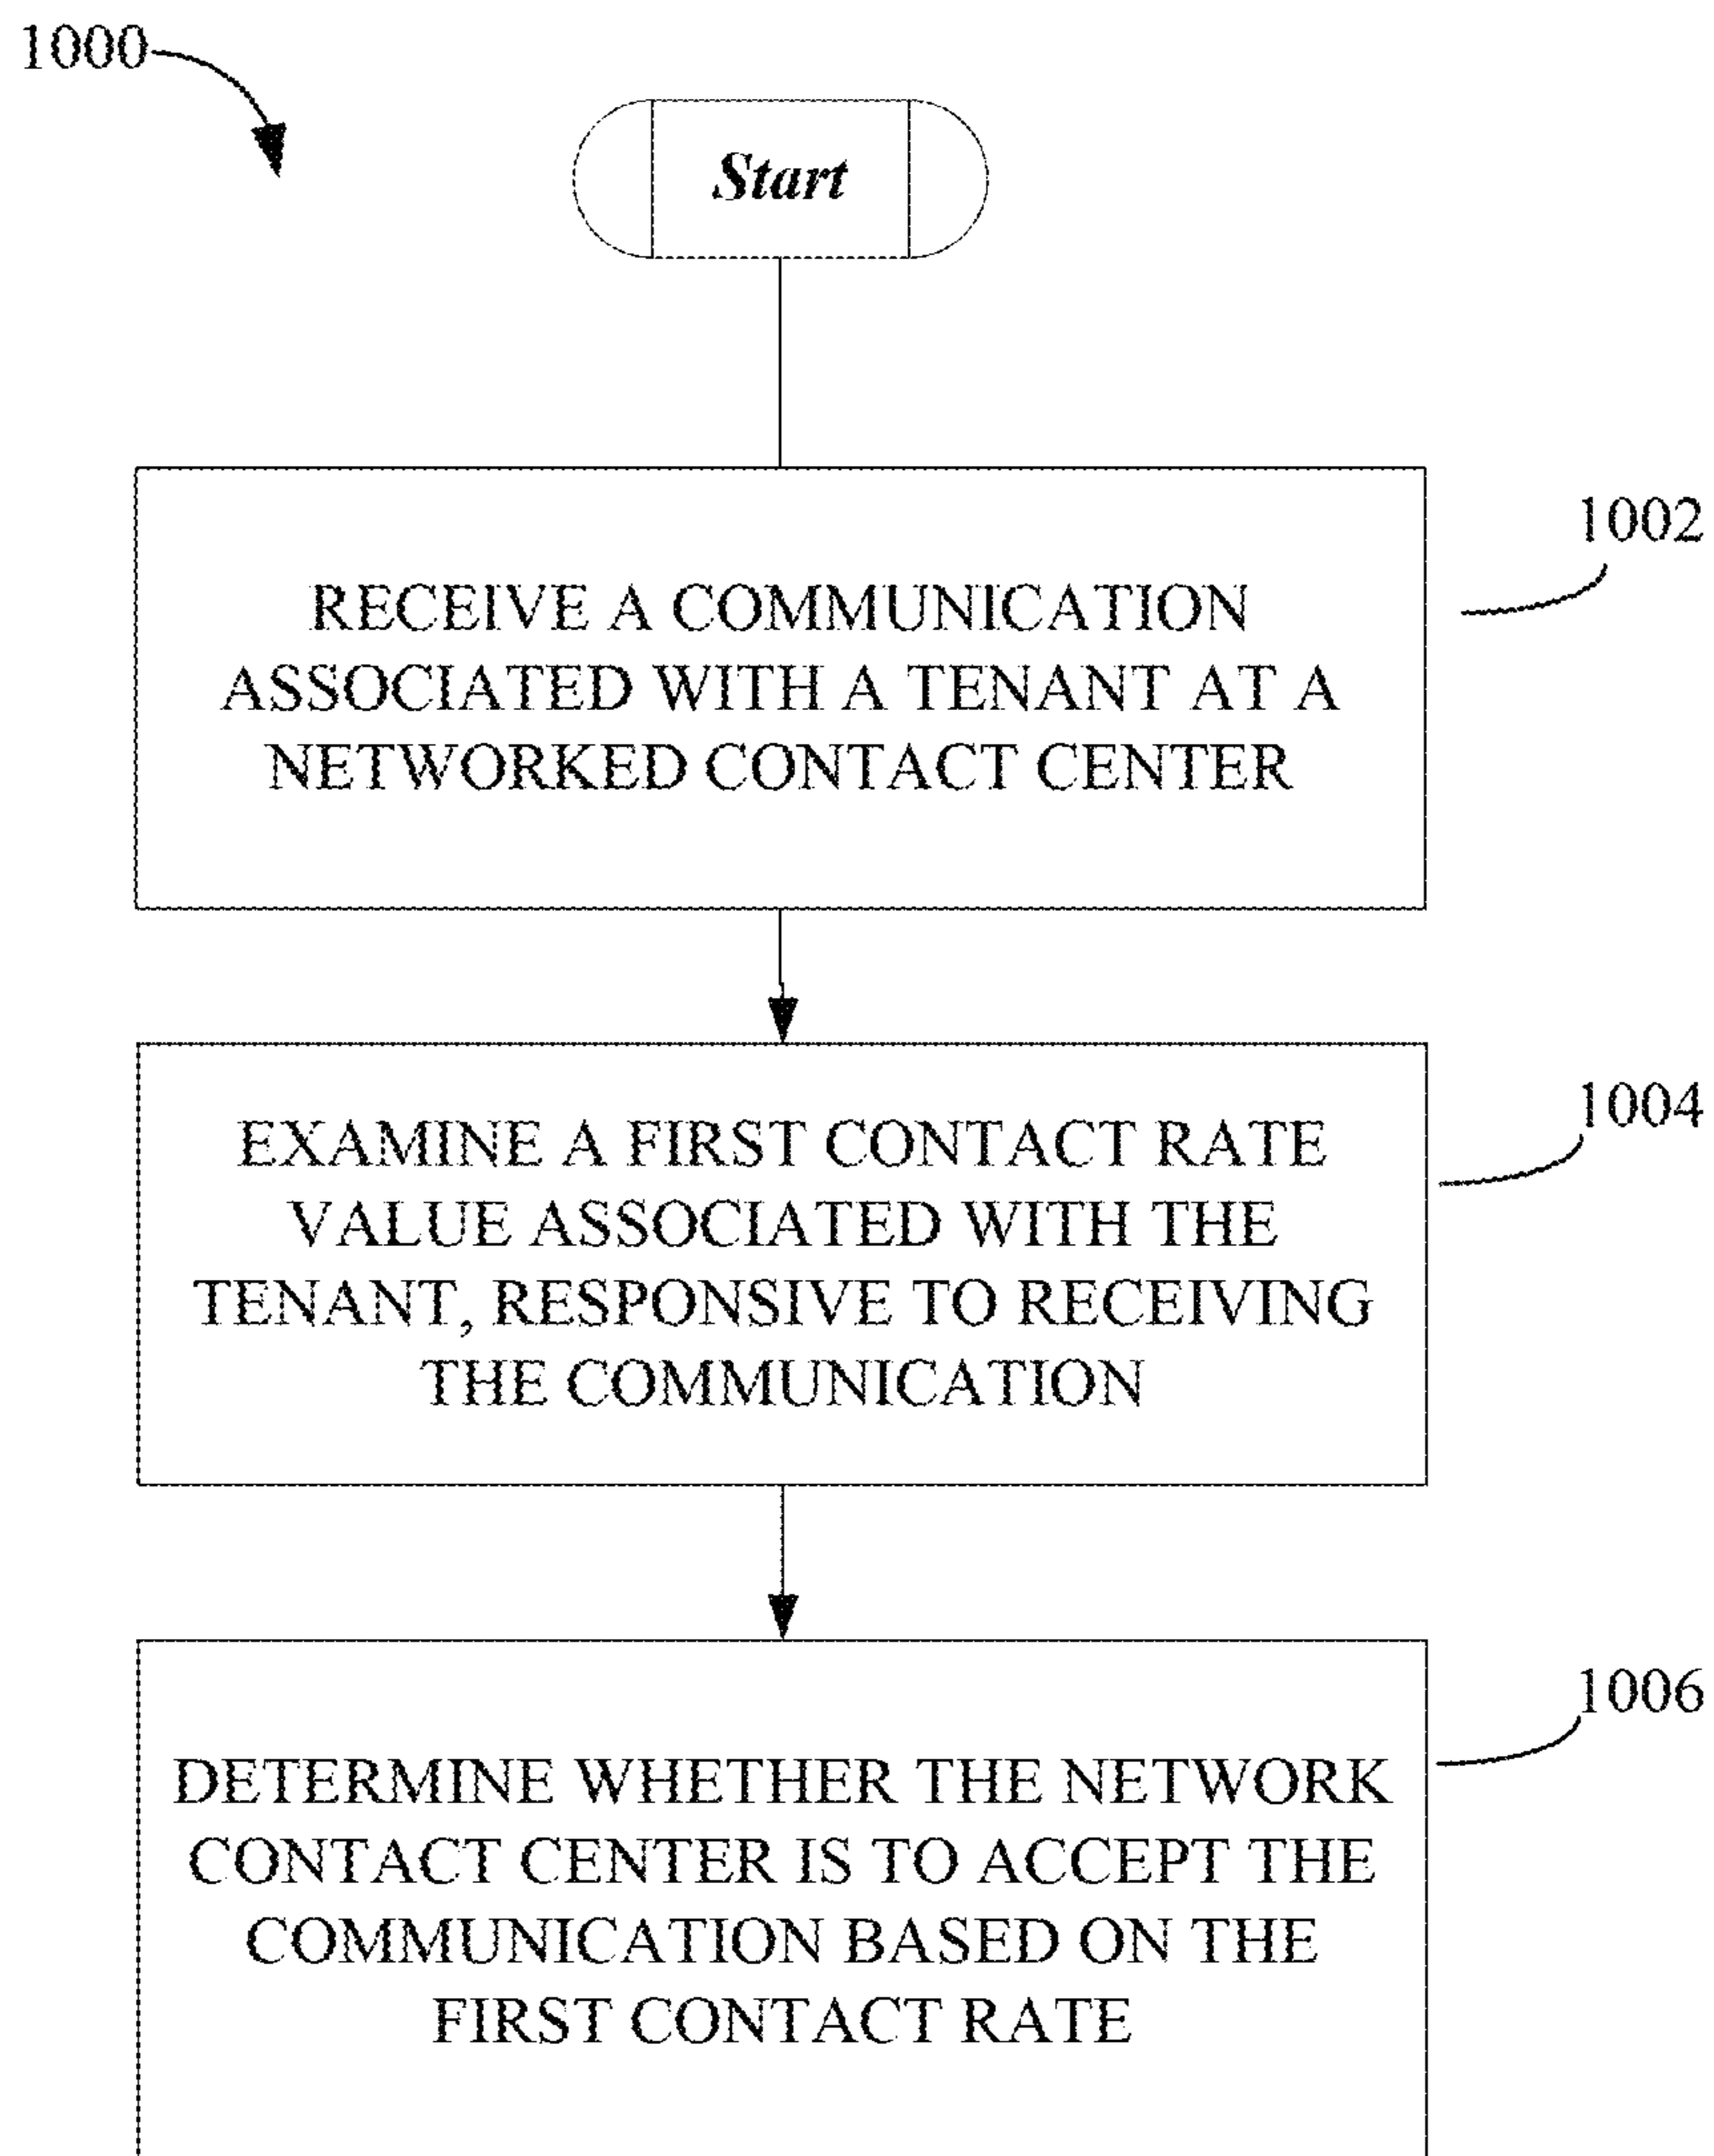 1000
Start
1002
RECEIVE A COMMUNICATION
ASSOCIATED WITH A TENANT AT A
NETWORKED CONTACT CENTER
1004
EXAMINE A FIRST CONTACT RATE
VALUE ASSOCIATED WITH THE
TENANT, RESPONSIVE TO RECEIVING
THE COMMUNICATION
1006
DETERMINE WHETHER THE NETWORK
CONTACT CENTER IS TO ACCEPT THE
COMMUNICATION BASED ON THE
FIRST CONTACT RATE